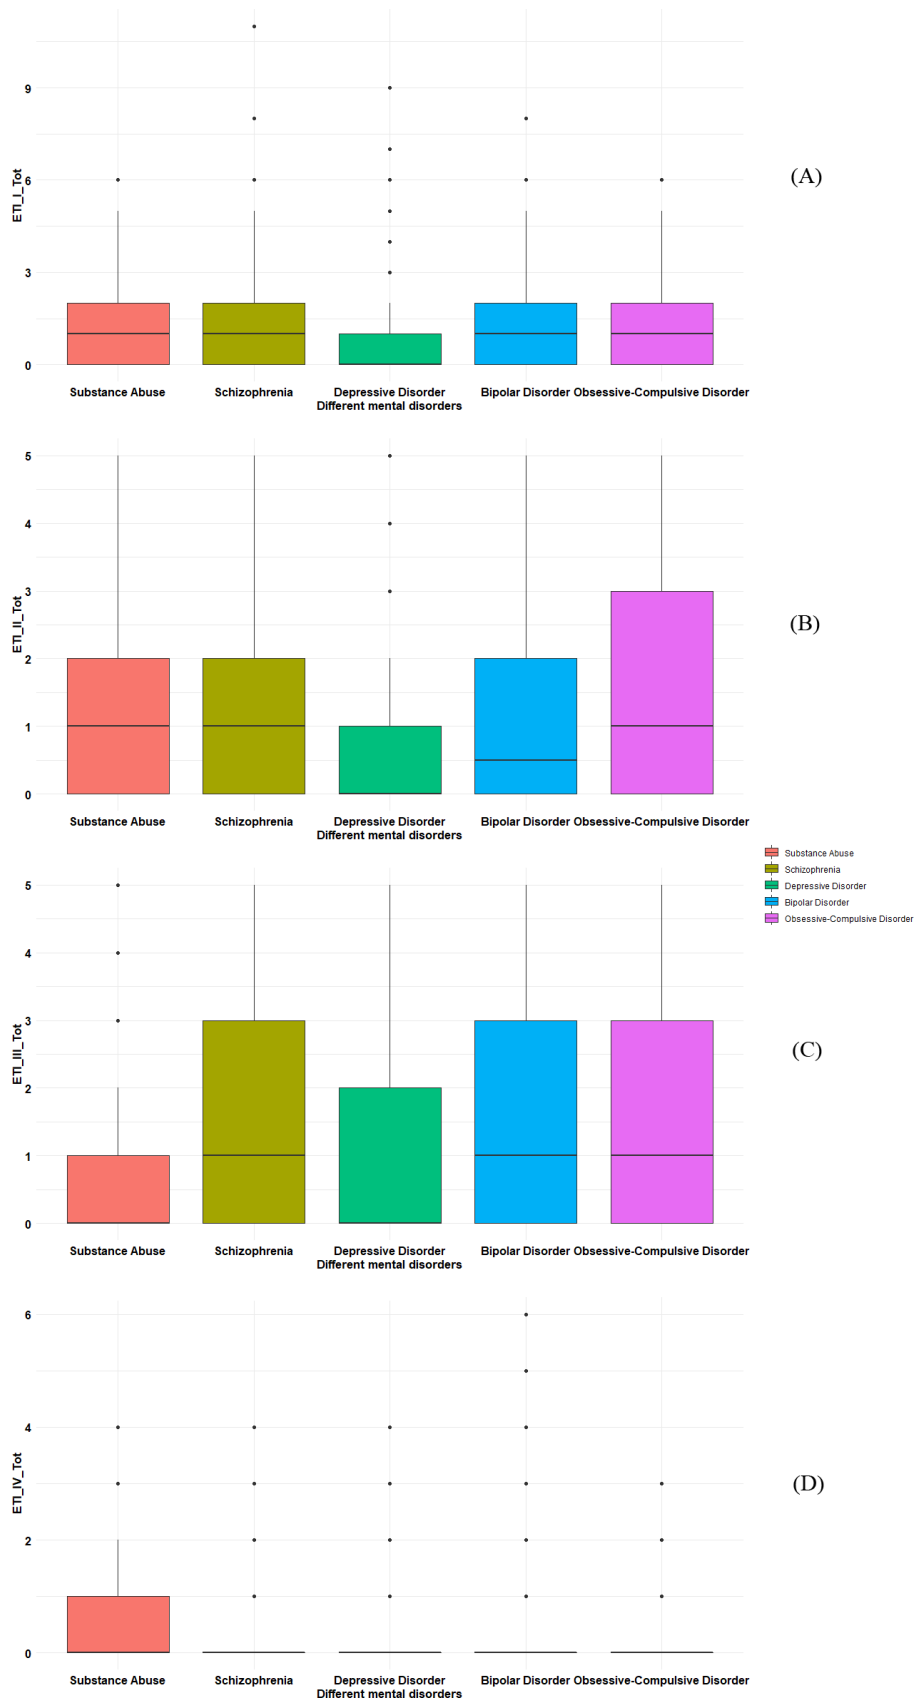 9
6
3
0
ETI_I_Tot
Substance Abuse Schizophrenia Depressive Disorder Bipolar Disorder Obsessive-Compulsive Disorder
Different mental disorders
(A)
5
4
3
2
1
0
ETI_II_Tot
Substance Abuse Schizophrenia Depressive Disorder Bipolar Disorder Obsessive-Compulsive Disorder
Different mental disorders
(B)
Substance Abuse
Schizophrenia
Depressive Disorder
Bipolar Disorder
Obsessive-Compulsive Disorder
5
4
3
2
1
0
ETI_III_Tot
Substance Abuse Schizophrenia Depressive Disorder Bipolar Disorder Obsessive-Compulsive Disorder
Different mental disorders
(C)
6
4
2
0
ETI_IV_Tot
Substance Abuse Schizophrenia Depressive Disorder Bipolar Disorder Obsessive-Compulsive Disorder
Different mental disorders
(D)